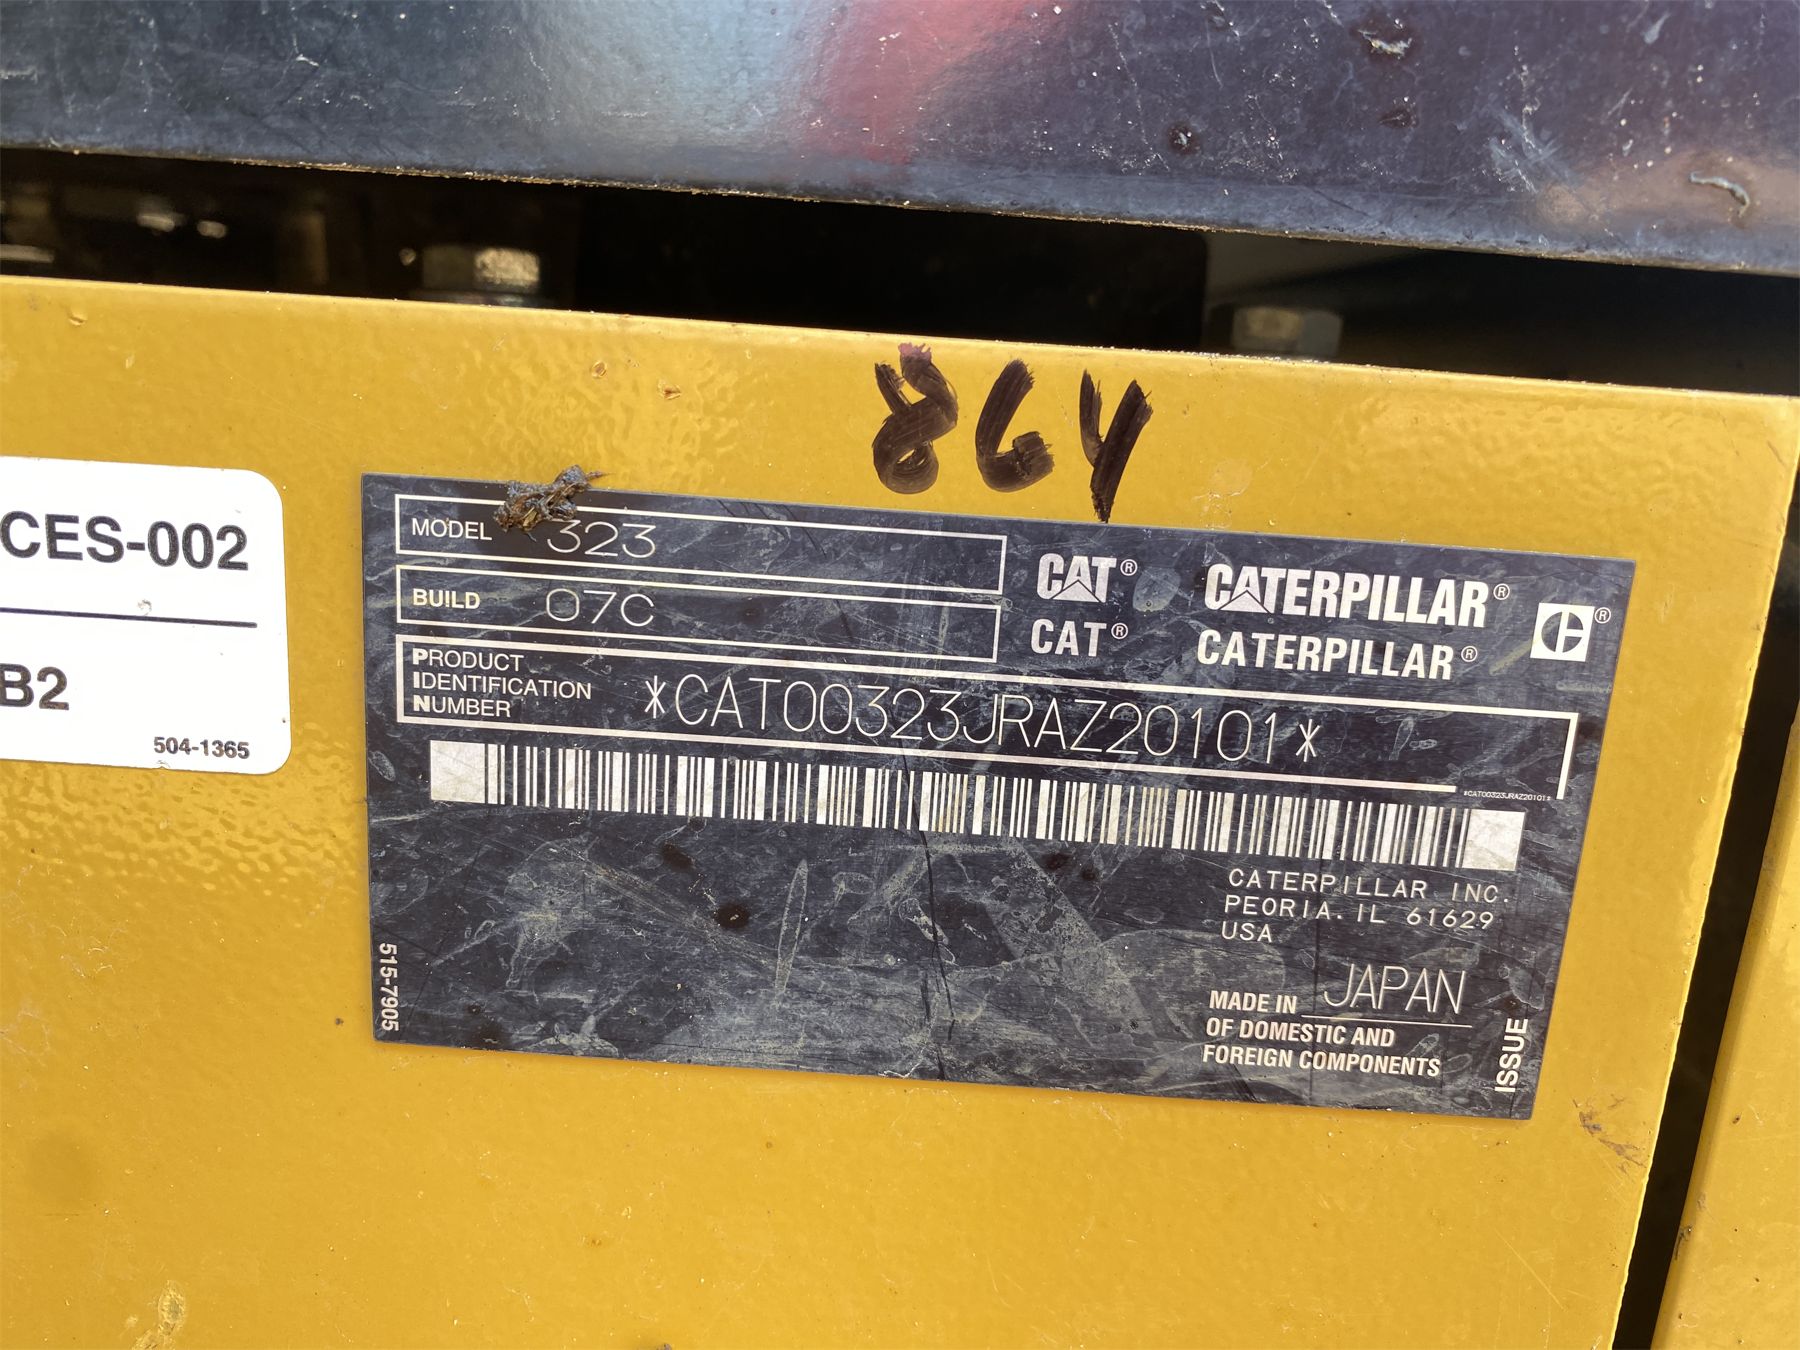 864
CES-002
B2
504-1365
MODEL 323
BUILD 07C
PRODUCT
IDENTIFICATION
NUMBER
*CAT00323JRAZ20101*
CAT® CATERPILLAR® ®
CAT® CATERPILLAR®
*CAT00323JRAZ20101*
CATERPILLAR INC.
PEORIA. IL 61629
USA
MADE IN JAPAN
OF DOMESTIC AND
FOREIGN COMPONENTS
515-7905
ISSUE